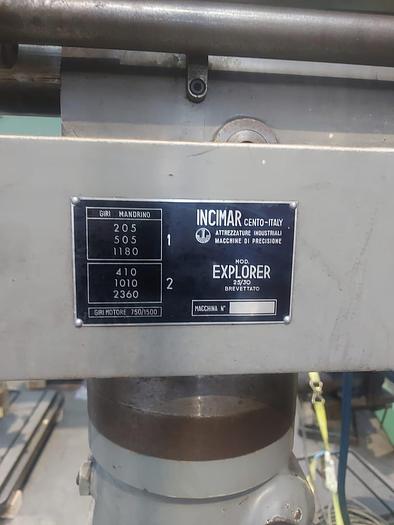 GIRI MANDRINO
205
505
1180
1
410
1010
2360
2
GIRI MOTORE 750/1500
INCIMAR CENTO-ITALY
ATTREZZATURE INDUSTRIALI
MACCHINE DI PRECISIONE
MOD.
EXPLORER
25/30
BREVETTATO
MACCHINA N°